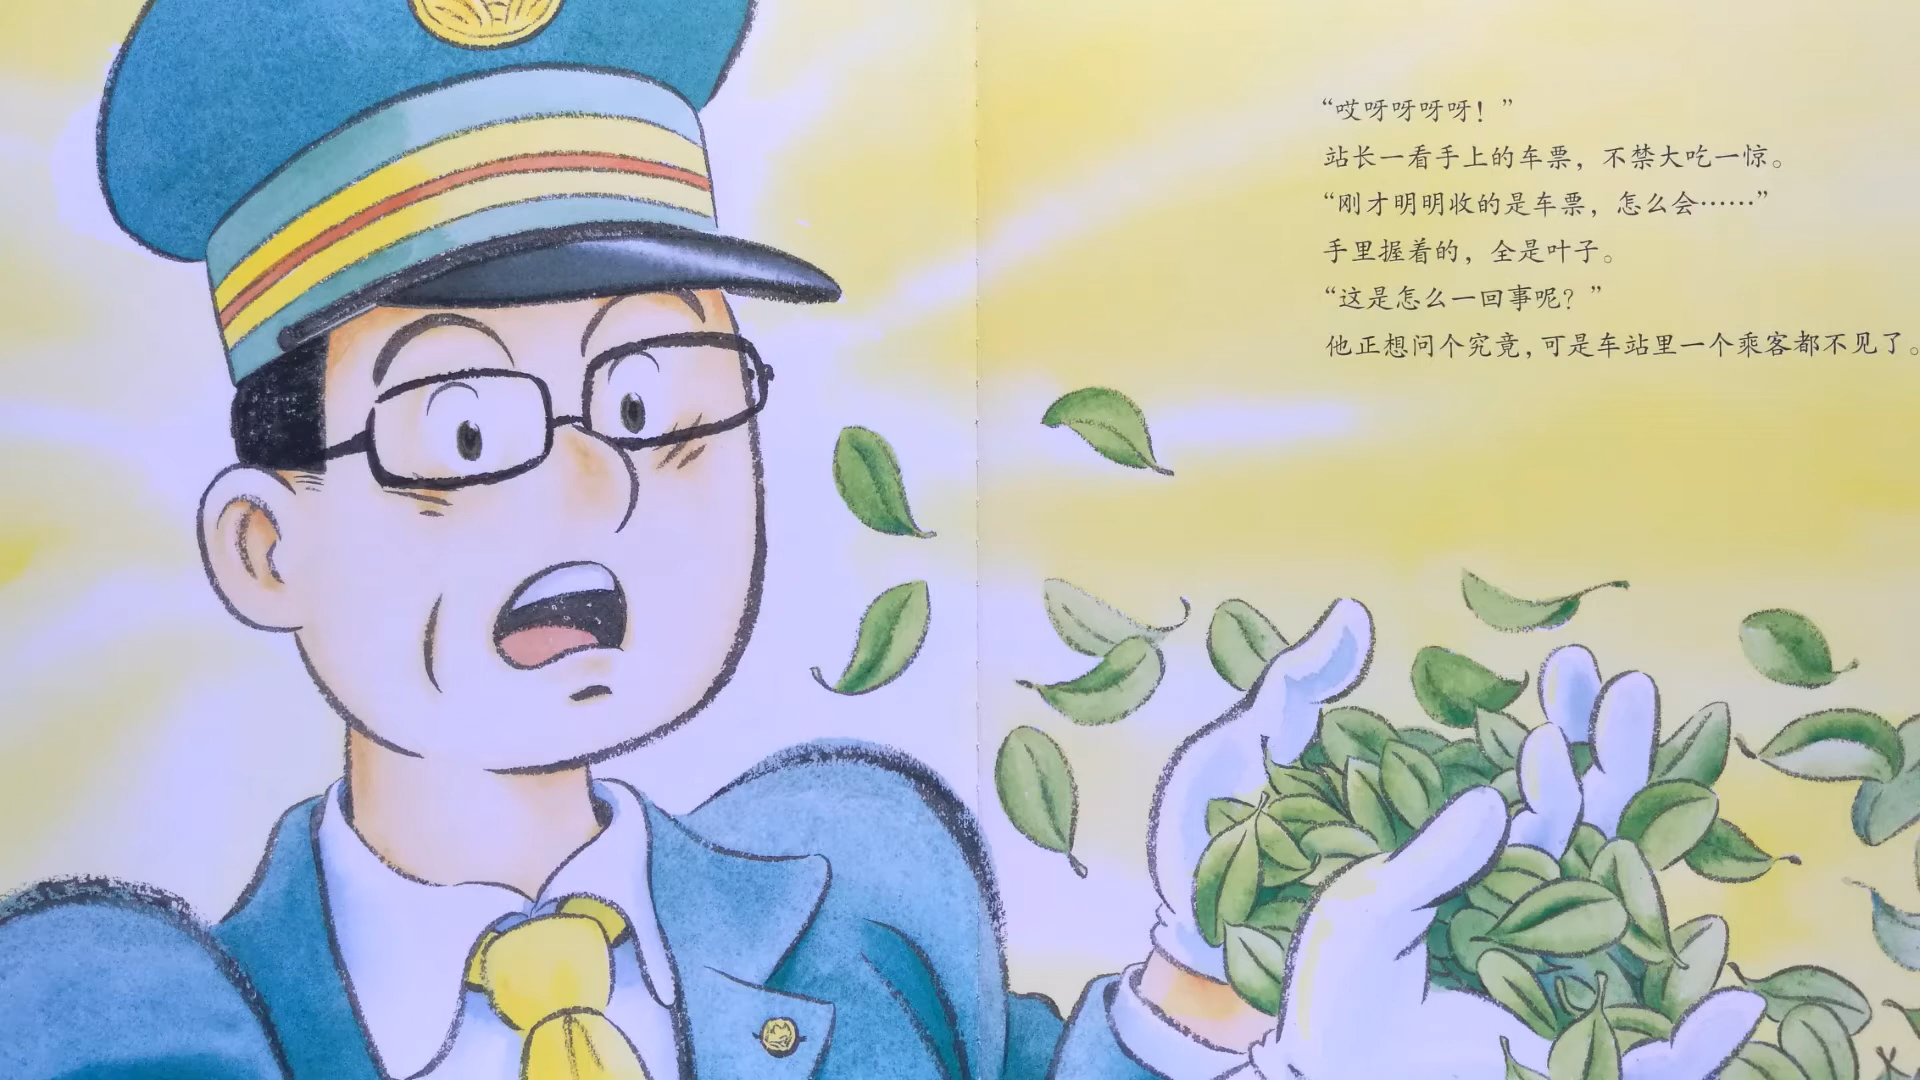 “哎呀呀呀呀！”
站长一看手上的车票，不禁大吃一惊。
“刚才明明收的是车票，怎么会……”
手里握着的，全是叶子。
“这是怎么一回事呢？”
他正想问个究竟，可是车站里一个乘客都不见了。